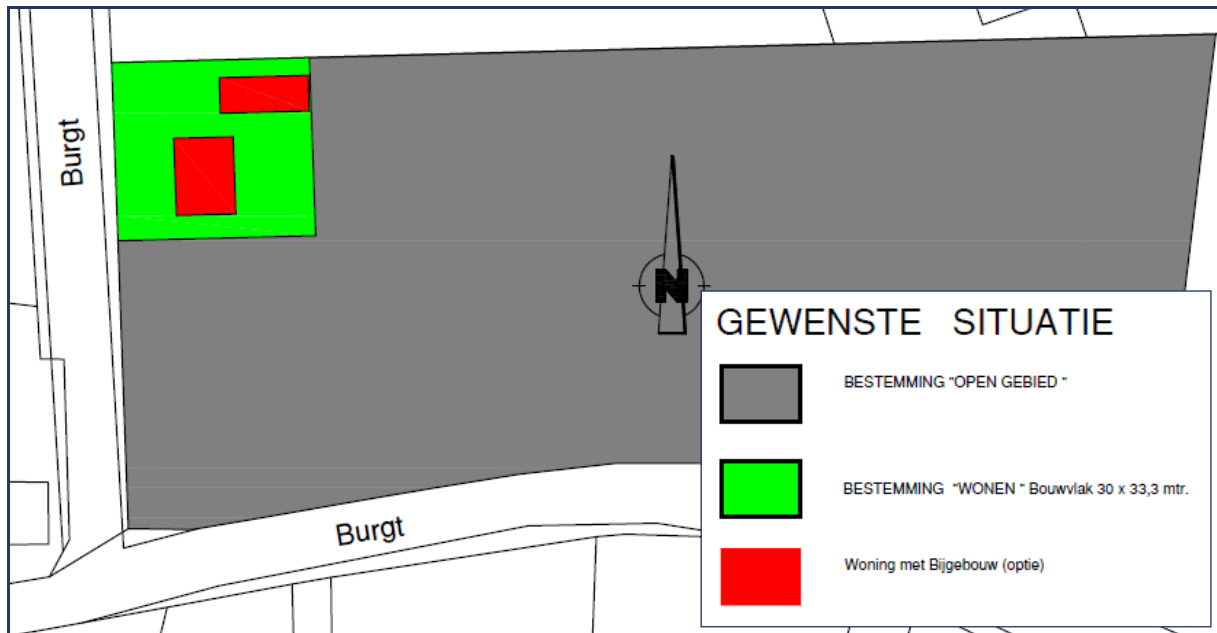 Burgt
N
GEWENSTE SITUATIE
BESTEMMING "OPEN GEBIED "
BESTEMMING "WONEN " Bouwvlak 30 x 33,3 mtr.
Burgt
Woning met Bijgebouw (optie)